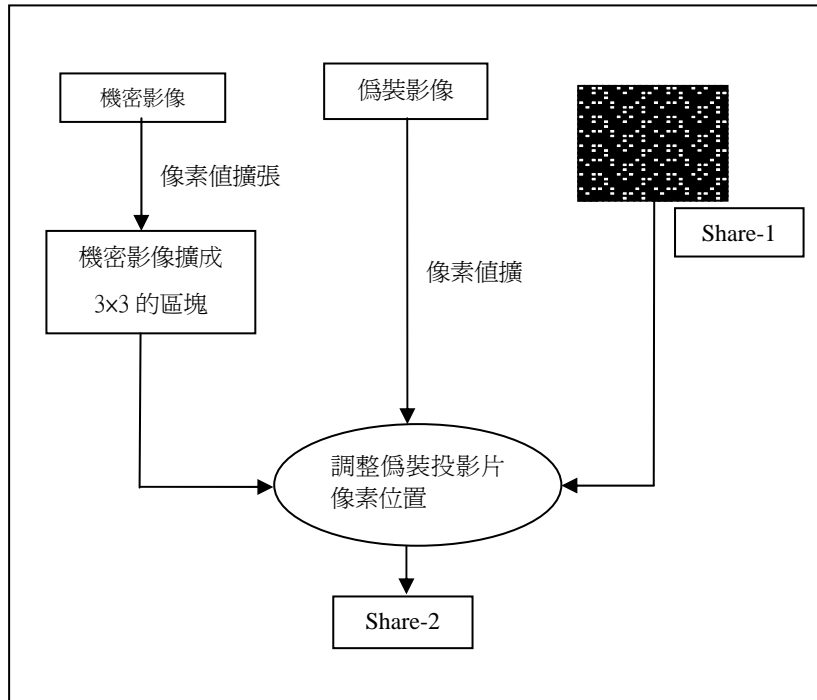 機密影像
偽裝影像
像素值擴張
Share-1
機密影像擴成
3x3 的區塊
像素值擴
調整偽裝投影片
像素位置
Share-2